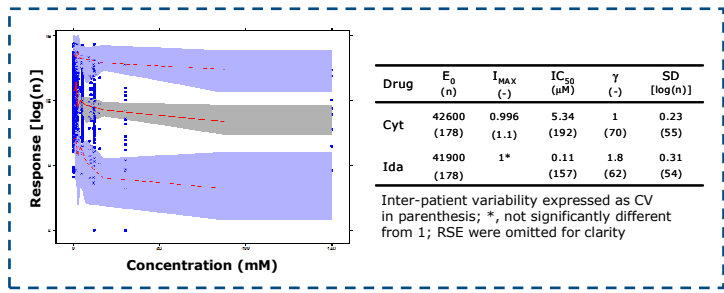 Response [log(n)]
Concentration (mM)
Drug E0 IMAX IC50 γ SD
(n) (-) (µM) (-) [log(n)]
Cyt 42600 0.996 5.34 1 0.23
(178) (1.1) (192) (70) (55)
Ida 41900 1* 0.11 1.8 0.31
(178) (157) (62) (54)
Inter-patient variability expressed as CV
in parenthesis; *, not significantly different
from 1; RSE were omitted for clarity